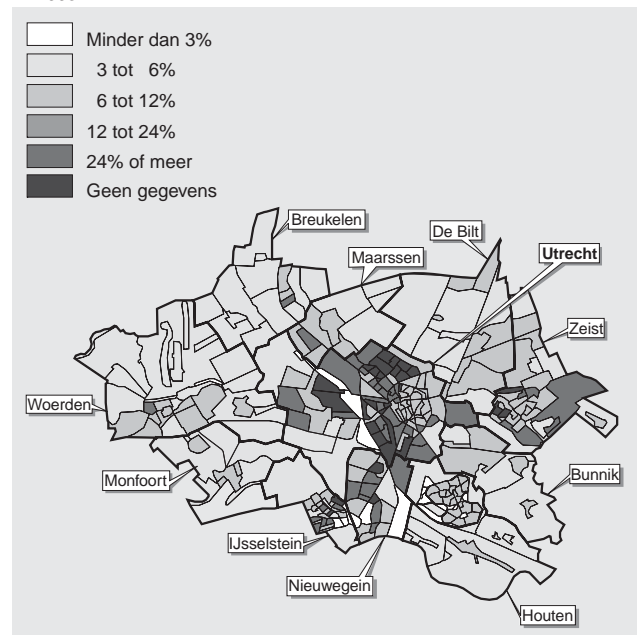 Minder dan 3%
3 tot 6%
6 tot 12%
12 tot 24%
24% of meer
Geen gegevens
Breukelen
De Bilt
Maarssen
Utrecht
Zeist
Woerden
Monfoort
Bunnik
IJsselstein
Nieuwegein
Houten